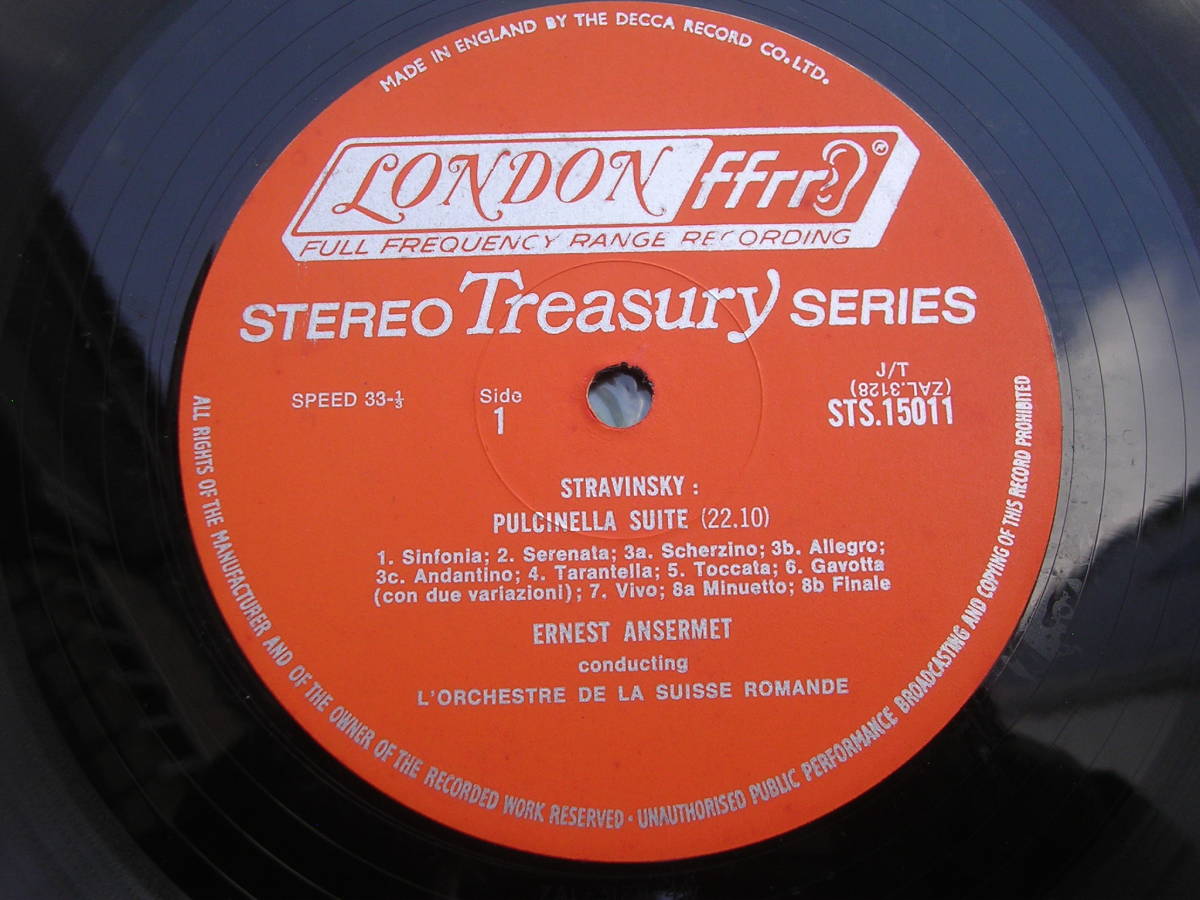 MADE IN ENGLAND BY THE DECCA RECORD CO. LTD.
LONDON ffrr ®
FULL FREQUENCY RANGE RECORDING
STEREO Treasury SERIES
SPEED 33-⅓
Side
1
J/T
(ZAL.3128)
STS.15011
STRAVINSKY :
PULCINELLA SUITE (22.10)
1. Sinfonia; 2. Serenata; 3a. Scherzino; 3b. Allegro;
3c. Andantino; 4. Tarantella; 5. Toccata; 6. Gavotta
(con due variazioni); 7. Vivo; 8a Minuetto; 8b Finale
ERNEST ANSERMET
conducting
L'ORCHESTRE DE LA SUISSE ROMANDE
ALL RIGHTS OF THE MANUFACTURER AND OF THE OWNER OF THE RECORDED WORK RESERVED · UNAUTHORISED PUBLIC PERFORMANCE BROADCASTING AND COPYING OF THIS RECORD PROHIBITED